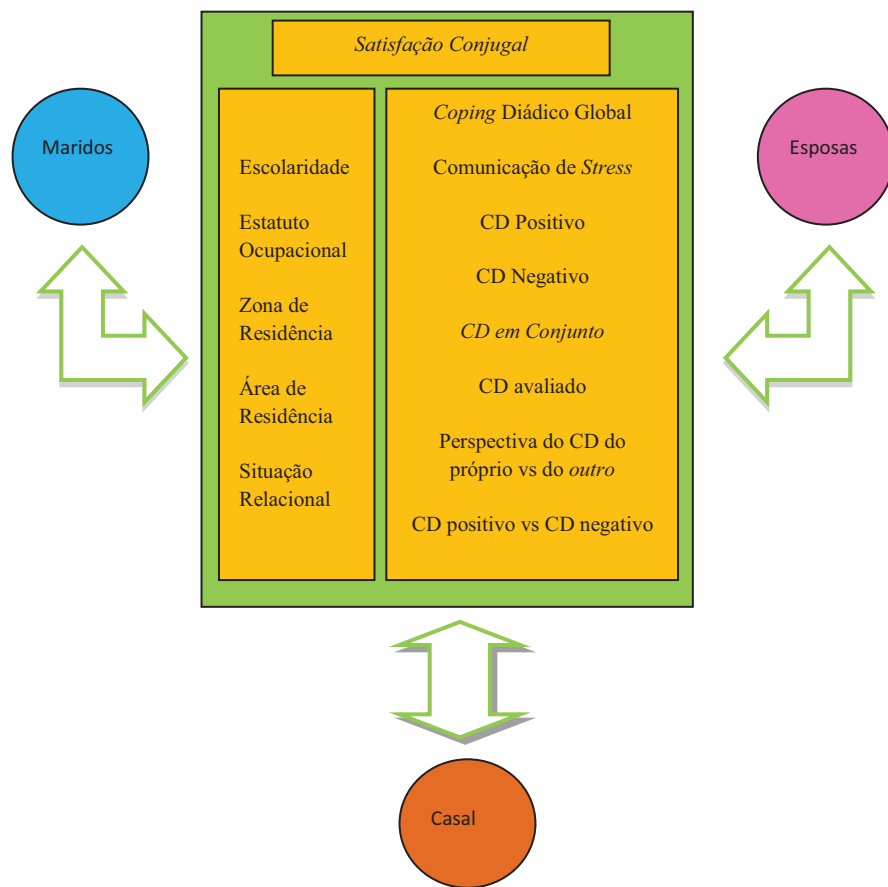 Satisfação Conjugal
Maridos
Esposas
Escolaridade
Estatuto
Ocupacional
Zona de
Residência
Área de
Residência
Situação
Relacional
Coping Diádico Global
Comunicação de Stress
CD Positivo
CD Negativo
CD em Conjunto
CD avaliado
Perspectiva do CD do
próprio vs do outro
CD positivo vs CD negativo
Casal